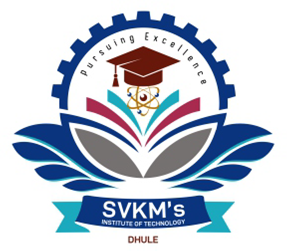 Pursuing Excellence
SVKM's
INSTITUTE OF TECHNOLOGY
DHULE